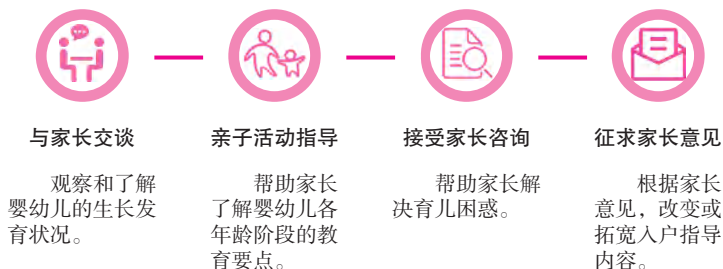 与家长交谈
亲子活动指导
接受家长咨询
征求家长意见
观察和了解
婴幼儿的生长发
育状况。
帮助家长
了解婴幼儿各
年龄阶段的教
育要点。
帮助家长解
决育儿困惑。
根据家长
意见，改变或
拓宽入户指导
内容。